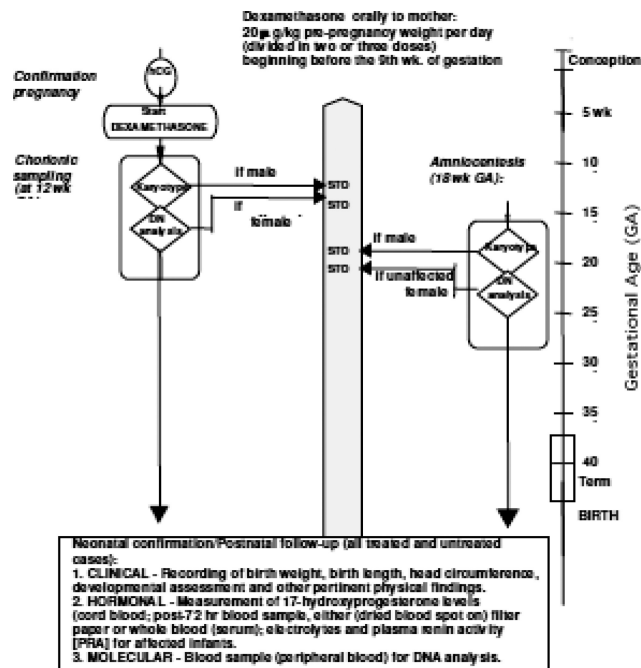 Dexamethasone orally to mother:
20μ g/kg pre-pregnancy weight per day
(divided in two or three doses)
beginning before the 9th wk. of gestation
Confirmation
pregnancy
hCG
Start
DEXAMETHASONE
Chorionic
sampling
(at 12wk
Karyotype
DN
analysis
If male
If
female
STO
STO
STO
STO
Amniocentesis
(18wk GA):
If male
If unaffected
female
Karyotype
DN
analysis
Conception
5 wk
10
15
20
25
30
35
40
Term
BIRTH
Gestational Age (GA)
Neonatal confirmation/Postnatal follow-up (all treated and untreated
cases):
1. CLINICAL - Recording of birth weight, birth length, head circumference,
developmental assessment and other pertinent physical findings.
2. HORMONAL - Measurement of 17-hydroxyprogesterone levels
(cord blood; post-72 hr blood sample, either (dried blood spot on) filter
paper or whole blood (serum); electrolytes and plasma renin activity
[PRA] for affected infants.
3. MOLECULAR - Blood sample (peripheral blood) for DNA analysis.